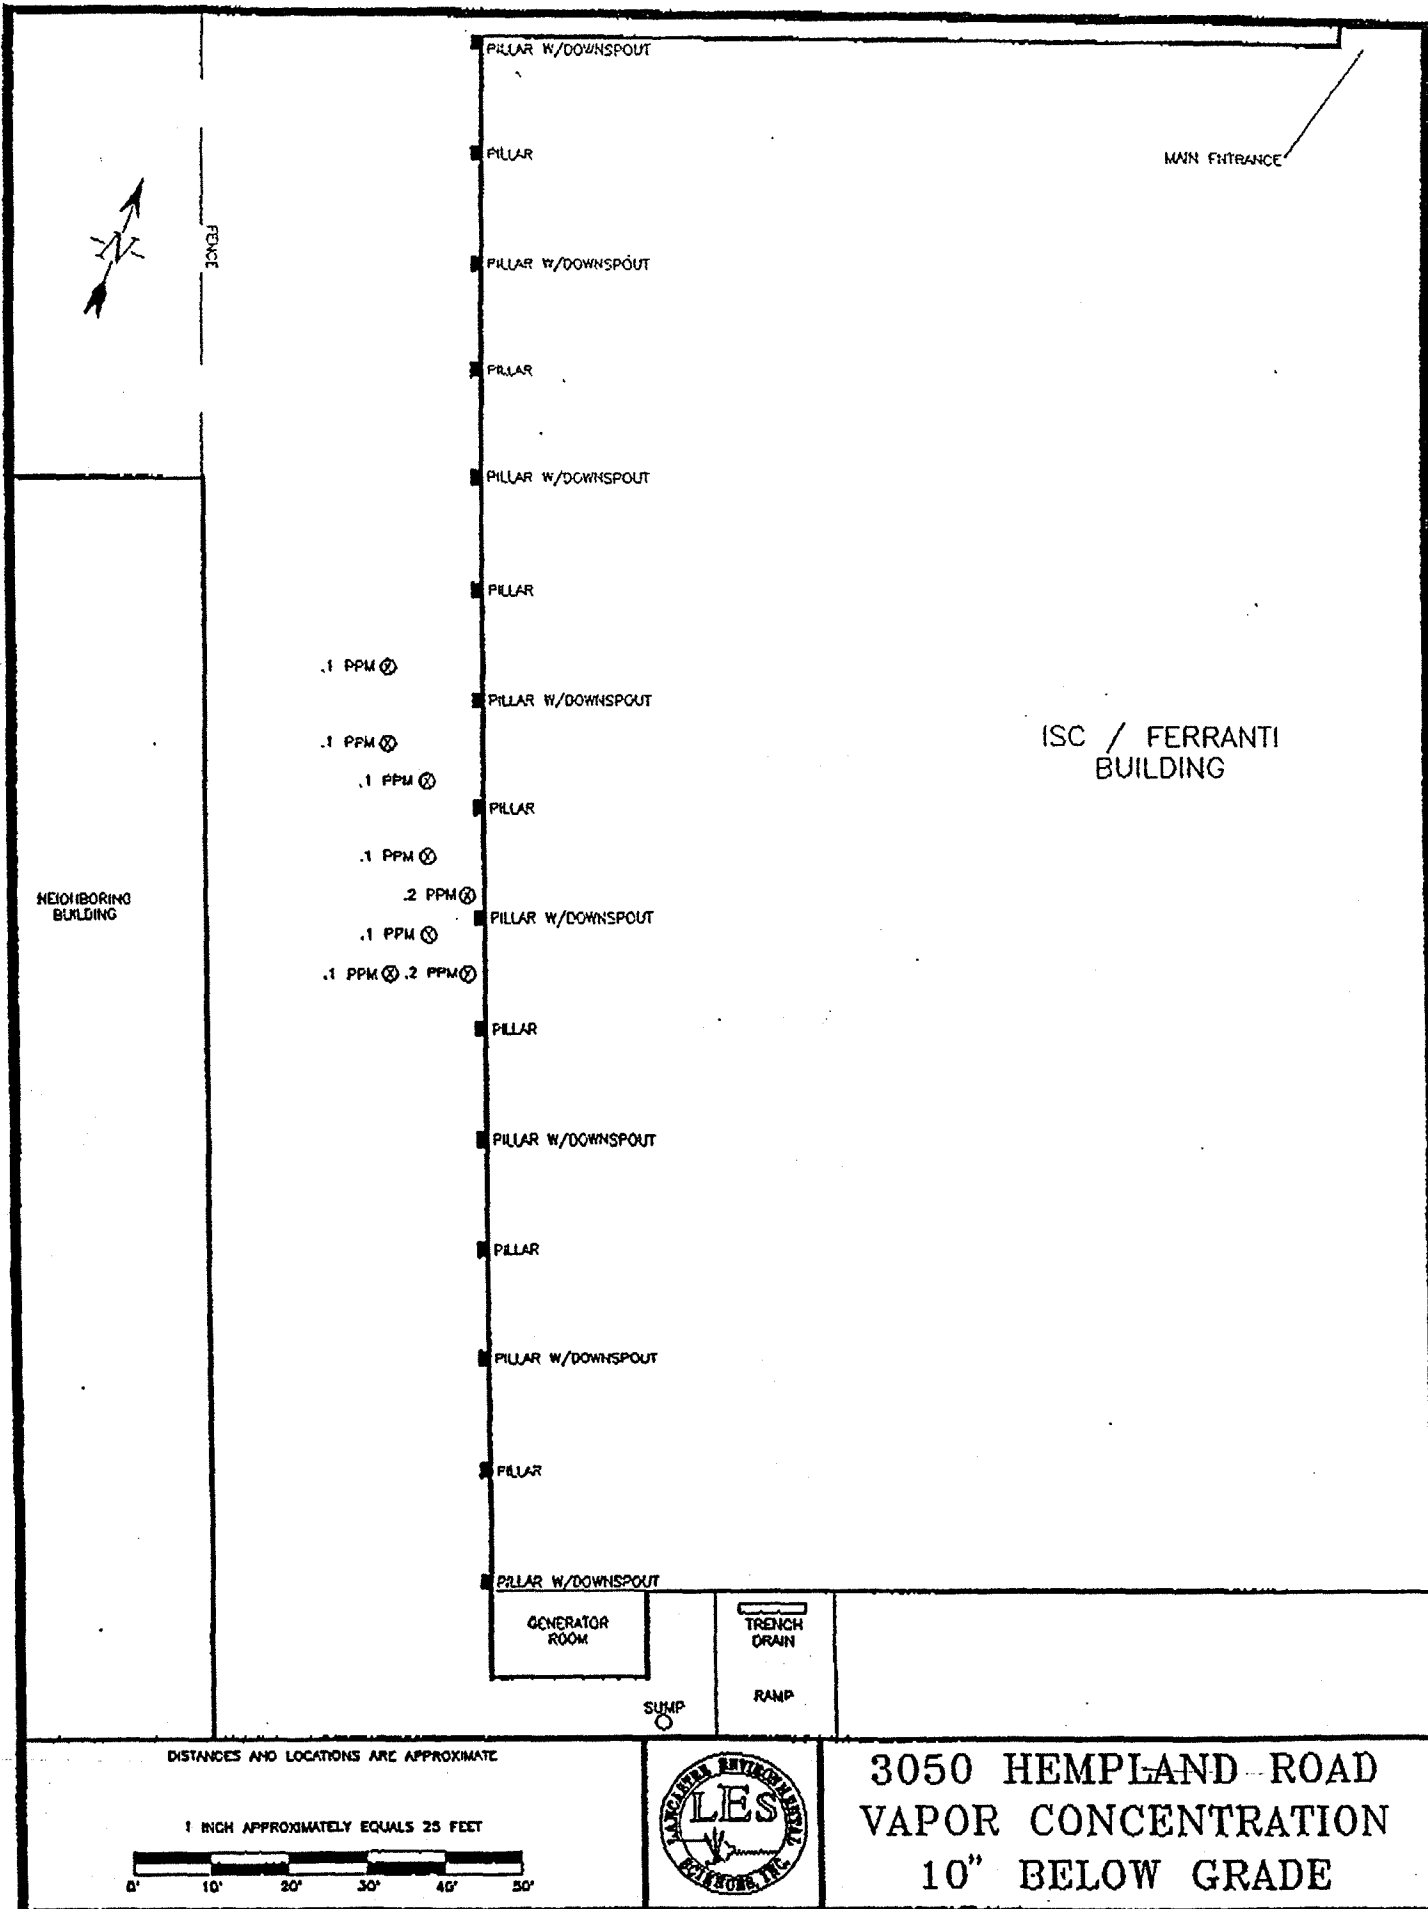 PILLAR W/DOWNSPOUT
PILLAR
MAIN ENTRANCE
N
FENCE
PILLAR W/DOWNSPOUT
PILLAR
PILLAR W/DOWNSPOUT
PILLAR
.1 PPM
PILLAR W/DOWNSPOUT
.1 PPM
ISC / FERRANTI
BUILDING
.1 PPM
PILLAR
.1 PPM
NEIGHBORING
BUILDING
.2 PPM
PILLAR W/DOWNSPOUT
.1 PPM
.1 PPM .2 PPM
PILLAR
PILLAR W/DOWNSPOUT
PILLAR
PILLAR W/DOWNSPOUT
PILLAR
PILLAR W/DOWNSPOUT
GENERATOR
ROOM
TRENCH
DRAIN
RAMP
SUMP
DISTANCES AND LOCATIONS ARE APPROXIMATE
1 INCH APPROXIMATELY EQUALS 25 FEET
0' 10' 20' 30' 40' 50'
LANCASTER ENVIRONMENTAL
LES
SCIENCES, INC.
3050 HEMPLAND ROAD
VAPOR CONCENTRATION
10" BELOW GRADE